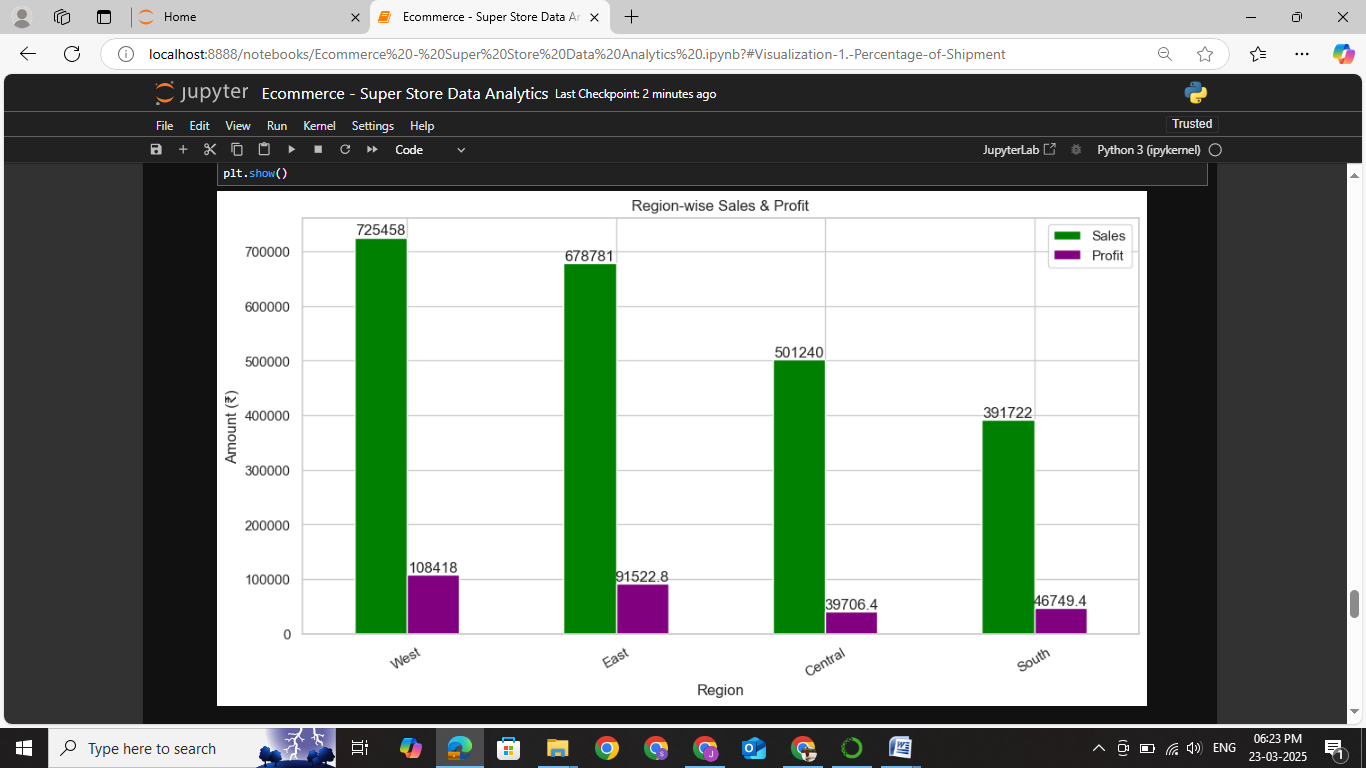 Home
Ecommerce - Super Store Data Ar
localhost:8888/notebooks/Ecommerce%20-%20Super%20Store%20Data%20Analytics%20.ipynb?#Visualization-1.-Percentage-of-Shipment
jupyter Ecommerce - Super Store Data Analytics Last Checkpoint: 2 minutes ago
File Edit View Run Kernel Settings Help Trusted
Code JupyterLab Python 3 (ipykernel)
plt.show()
Region-wise Sales & Profit
Sales
Profit
725458
678781
501240
391722
108418
91522.8
39706.4
46749.4
700000
600000
500000
400000
300000
200000
100000
0
Amount (₹)
West East Central South
Region
Type here to search
ENG
06:23 PM
23-03-2025
1